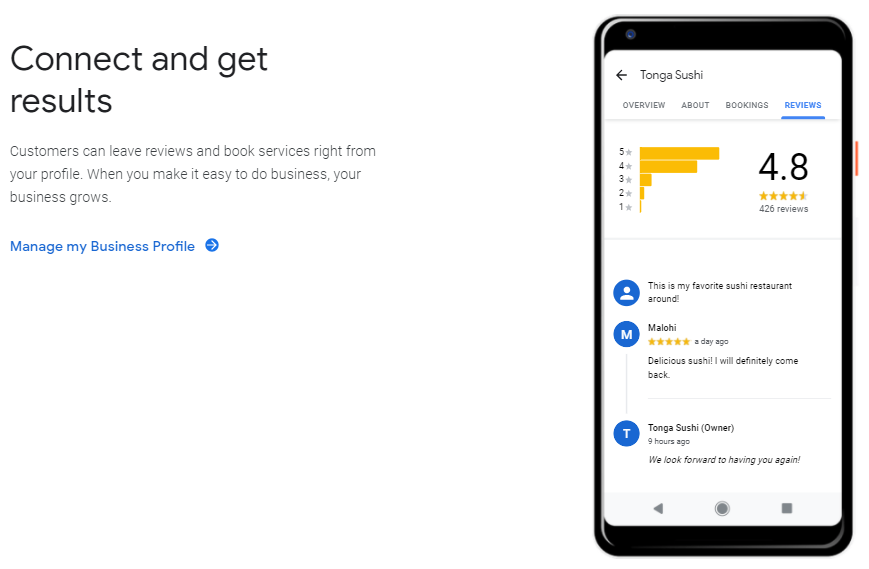 Connect and get
results
Customers can leave reviews and book services right from
your profile. When you make it easy to do business, your
business grows.
Manage my Business Profile
Tonga Sushi
OVERVIEW ABOUT BOOKINGS REVIEWS
5
4
3
2
1
4.8
426 reviews
This is my favorite sushi restaurant
around!
M
Malohi
a day ago
Delicious sushi! I will definitely come
back.
T
Tonga Sushi (Owner)
9 hours ago
We look forward to having you again!